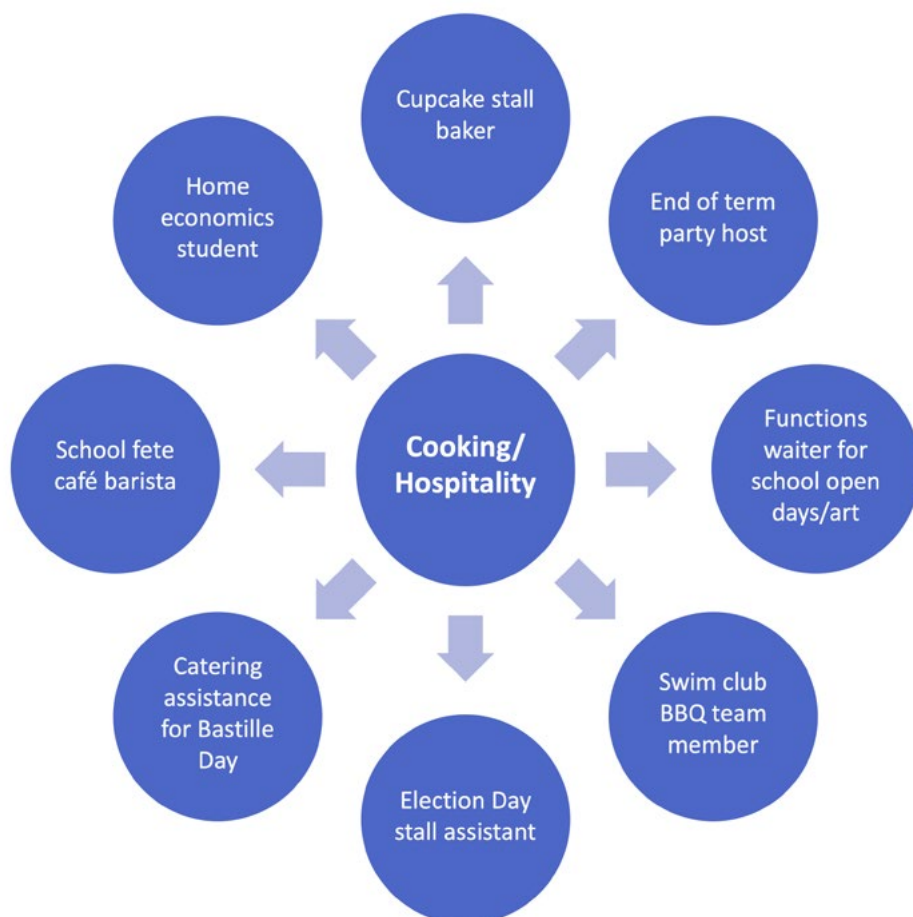 Cupcake stall
baker
End of term
party host
Functions
waiter for
school open
days/art
Swim club
BBQ team
member
Election Day
stall assistant
Catering
assistance
for Bastille
Day
School fete
café barista
Home
economics
student
Cooking/
Hospitality